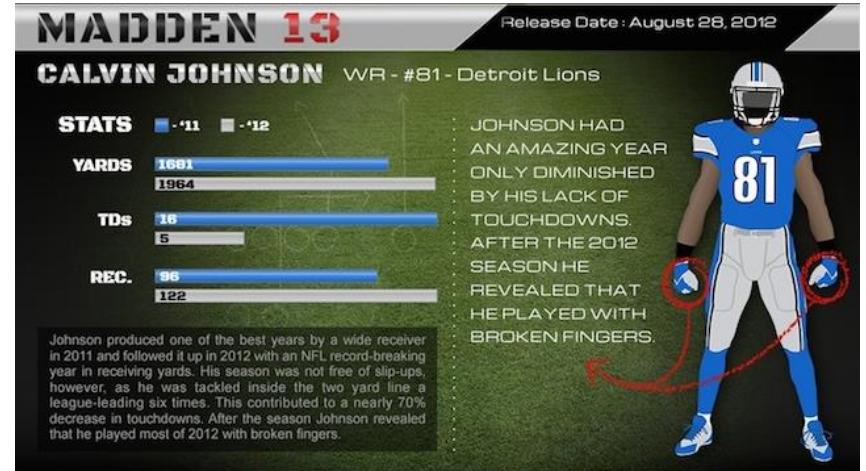 MADDEN 13
Release Date : August 28, 2012
CALVIN JOHNSON WR - #81 - Detroit Lions
STATS - '11 - '12
YARDS 1681
1964
TDs 16
5
REC. 96
122
JOHNSON HAD
AN AMAZING YEAR
ONLY DIMINISHED
BY HIS LACK OF
TOUCHDOWNS.
AFTER THE 2012
SEASON HE
REVEALED THAT
HE PLAYED WITH
BROKEN FINGERS.
81
Johnson produced one of the best years by a wide receiver
in 2011 and followed it up in 2012 with an NFL record-breaking
year in receiving yards. His season was not free of slip-ups,
however, as he was tackled inside the two yard line a
league-leading six times. This contributed to a nearly 70%
decrease in touchdowns. After the season Johnson revealed
that he played most of 2012 with broken fingers.